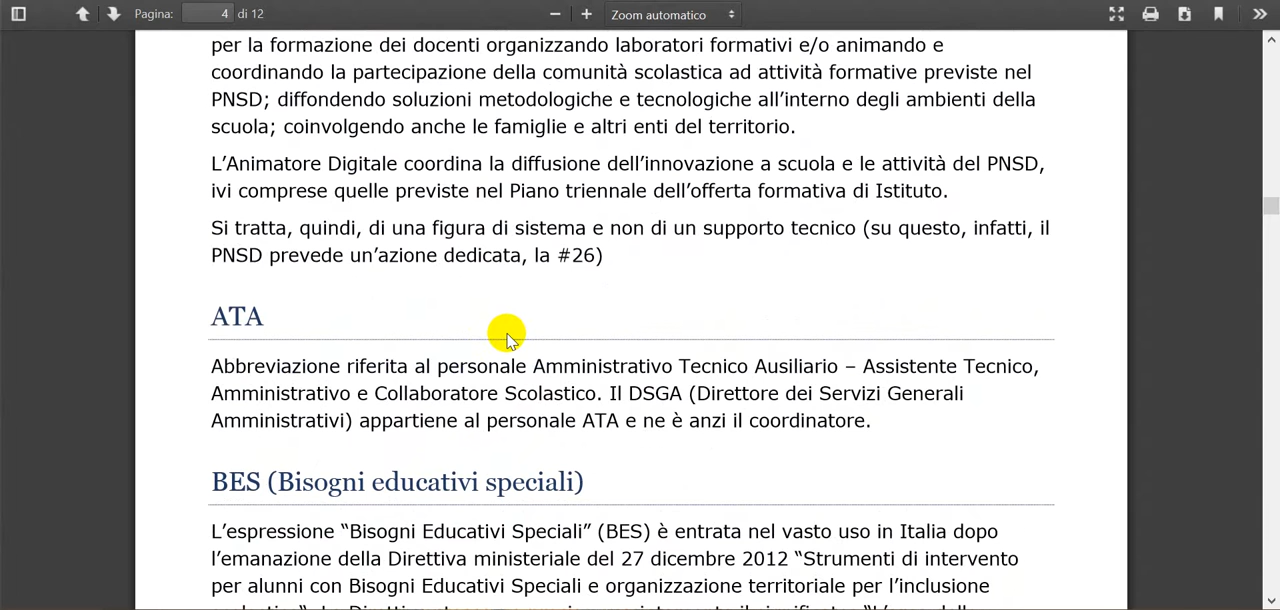 Pagina: 4 di 12 Zoom automatico
per la formazione dei docenti organizzando laboratori formativi e/o animando e
coordinando la partecipazione della comunità scolastica ad attività formative previste nel
PNSD; diffondendo soluzioni metodologiche e tecnologiche all’interno degli ambienti della
scuola; coinvolgendo anche le famiglie e altri enti del territorio.
L’Animatore Digitale coordina la diffusione dell’innovazione a scuola e le attività del PNSD,
ivi comprese quelle previste nel Piano triennale dell’offerta formativa di Istituto.
Si tratta, quindi, di una figura di sistema e non di un supporto tecnico (su questo, infatti, il
PNSD prevede un’azione dedicata, la #26)
ATA
Abbreviazione riferita al personale Amministrativo Tecnico Ausiliario – Assistente Tecnico,
Amministrativo e Collaboratore Scolastico. Il DSGA (Direttore dei Servizi Generali
Amministrativi) appartiene al personale ATA e ne è anzi il coordinatore.
BES (Bisogni educativi speciali)
L’espressione “Bisogni Educativi Speciali” (BES) è entrata nel vasto uso in Italia dopo
l’emanazione della Direttiva ministeriale del 27 dicembre 2012 “Strumenti di intervento
per alunni con Bisogni Educativi Speciali e organizzazione territoriale per l’inclusione